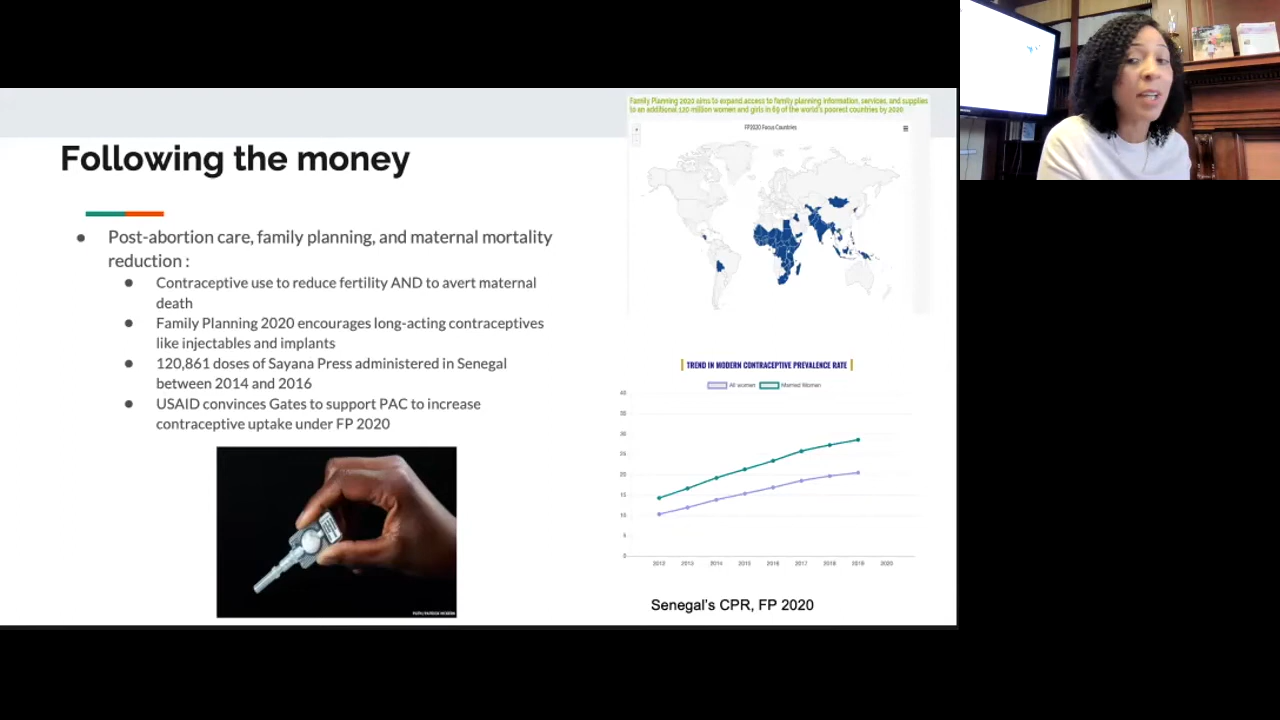 Following the money
● Post-abortion care, family planning, and maternal mortality
reduction :
● Contraceptive use to reduce fertility AND to avert maternal
death
● Family Planning 2020 encourages long-acting contraceptives
like injectables and implants
● 120,861 doses of Sayana Press administered in Senegal
between 2014 and 2016
● USAID convinces Gates to support PAC to increase
contraceptive uptake under FP 2020
Family Planning 2020 aims to expand access to family planning information, services, and supplies
to an additional 120 million women and girls in 69 of the world's poorest countries by 2020
FP2020 Focus Countries
TREND IN MODERN CONTRACEPTIVE PREVALENCE RATE
All women Married Women
40
35
30
25
20
15
10
5
0
2012 2013 2014 2015 2016 2017 2018 2019 2020
Senegal's CPR, FP 2020